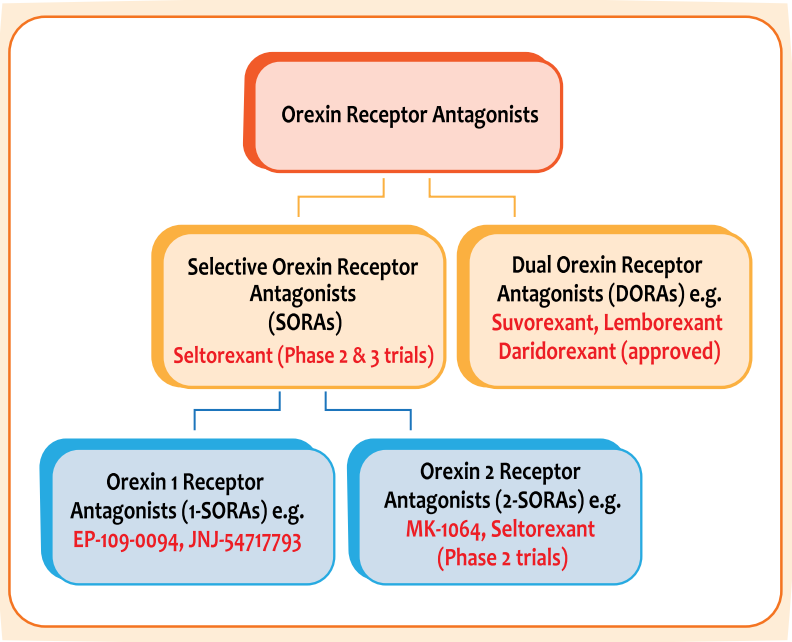 Orexin Receptor Antagonists
Selective Orexin Receptor
Antagonists
(SORAs)
Seltorexant (Phase 2 & 3 trials)
Dual Orexin Receptor
Antagonists (DORAs) e.g.
Suvorexant, Lemborexant
Daridorexant (approved)
Orexin 1 Receptor
Antagonists (1-SORAs) e.g.
EP-109-0094, JNJ-54717793
Orexin 2 Receptor
Antagonists (2-SORAs) e.g.
MK-1064, Seltorexant
(Phase 2 trials)